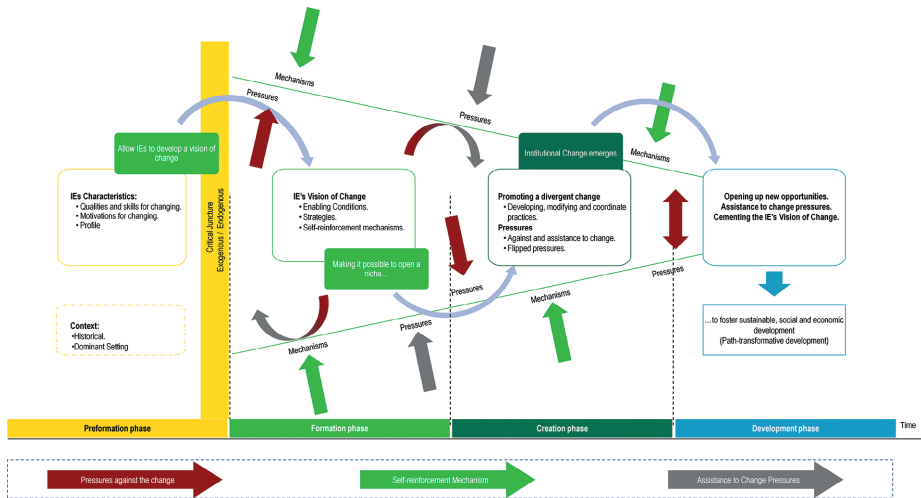 Mechanisms
Pressures
Pressures
Allow IEs to develop a vision of
change
Institutional Change emerges
Mechanisms
Critical Juncture
Exogenous / Endogenous
IEs Characteristics:
• Qualities and skills for changing.
• Motivations for changing.
• Profile
IE's Vision of Change
• Enabling Conditions.
• Strategies.
• Self-reinforcement mechanisms.
Promoting a divergent change
• Developing, modifying and coordinate
practices.
Pressures
• Against and assistance to change.
• Flipped pressures.
Opening up new opportunities.
Assistance to change pressures.
Cementing the IE's Vision of Change.
Making it possible to open a
niche...
Pressures
Pressures
Mechanisms
Pressures
Mechanisms
Context:
•Historical.
•Dominant Setting
...to foster sustainable, social and economic
development
(Path-transformative development)
Preformation phase
Formation phase
Creation phase
Development phase
Time
Pressures against the change
Self-reinforcement Mechanism
Assistance to Change Pressures